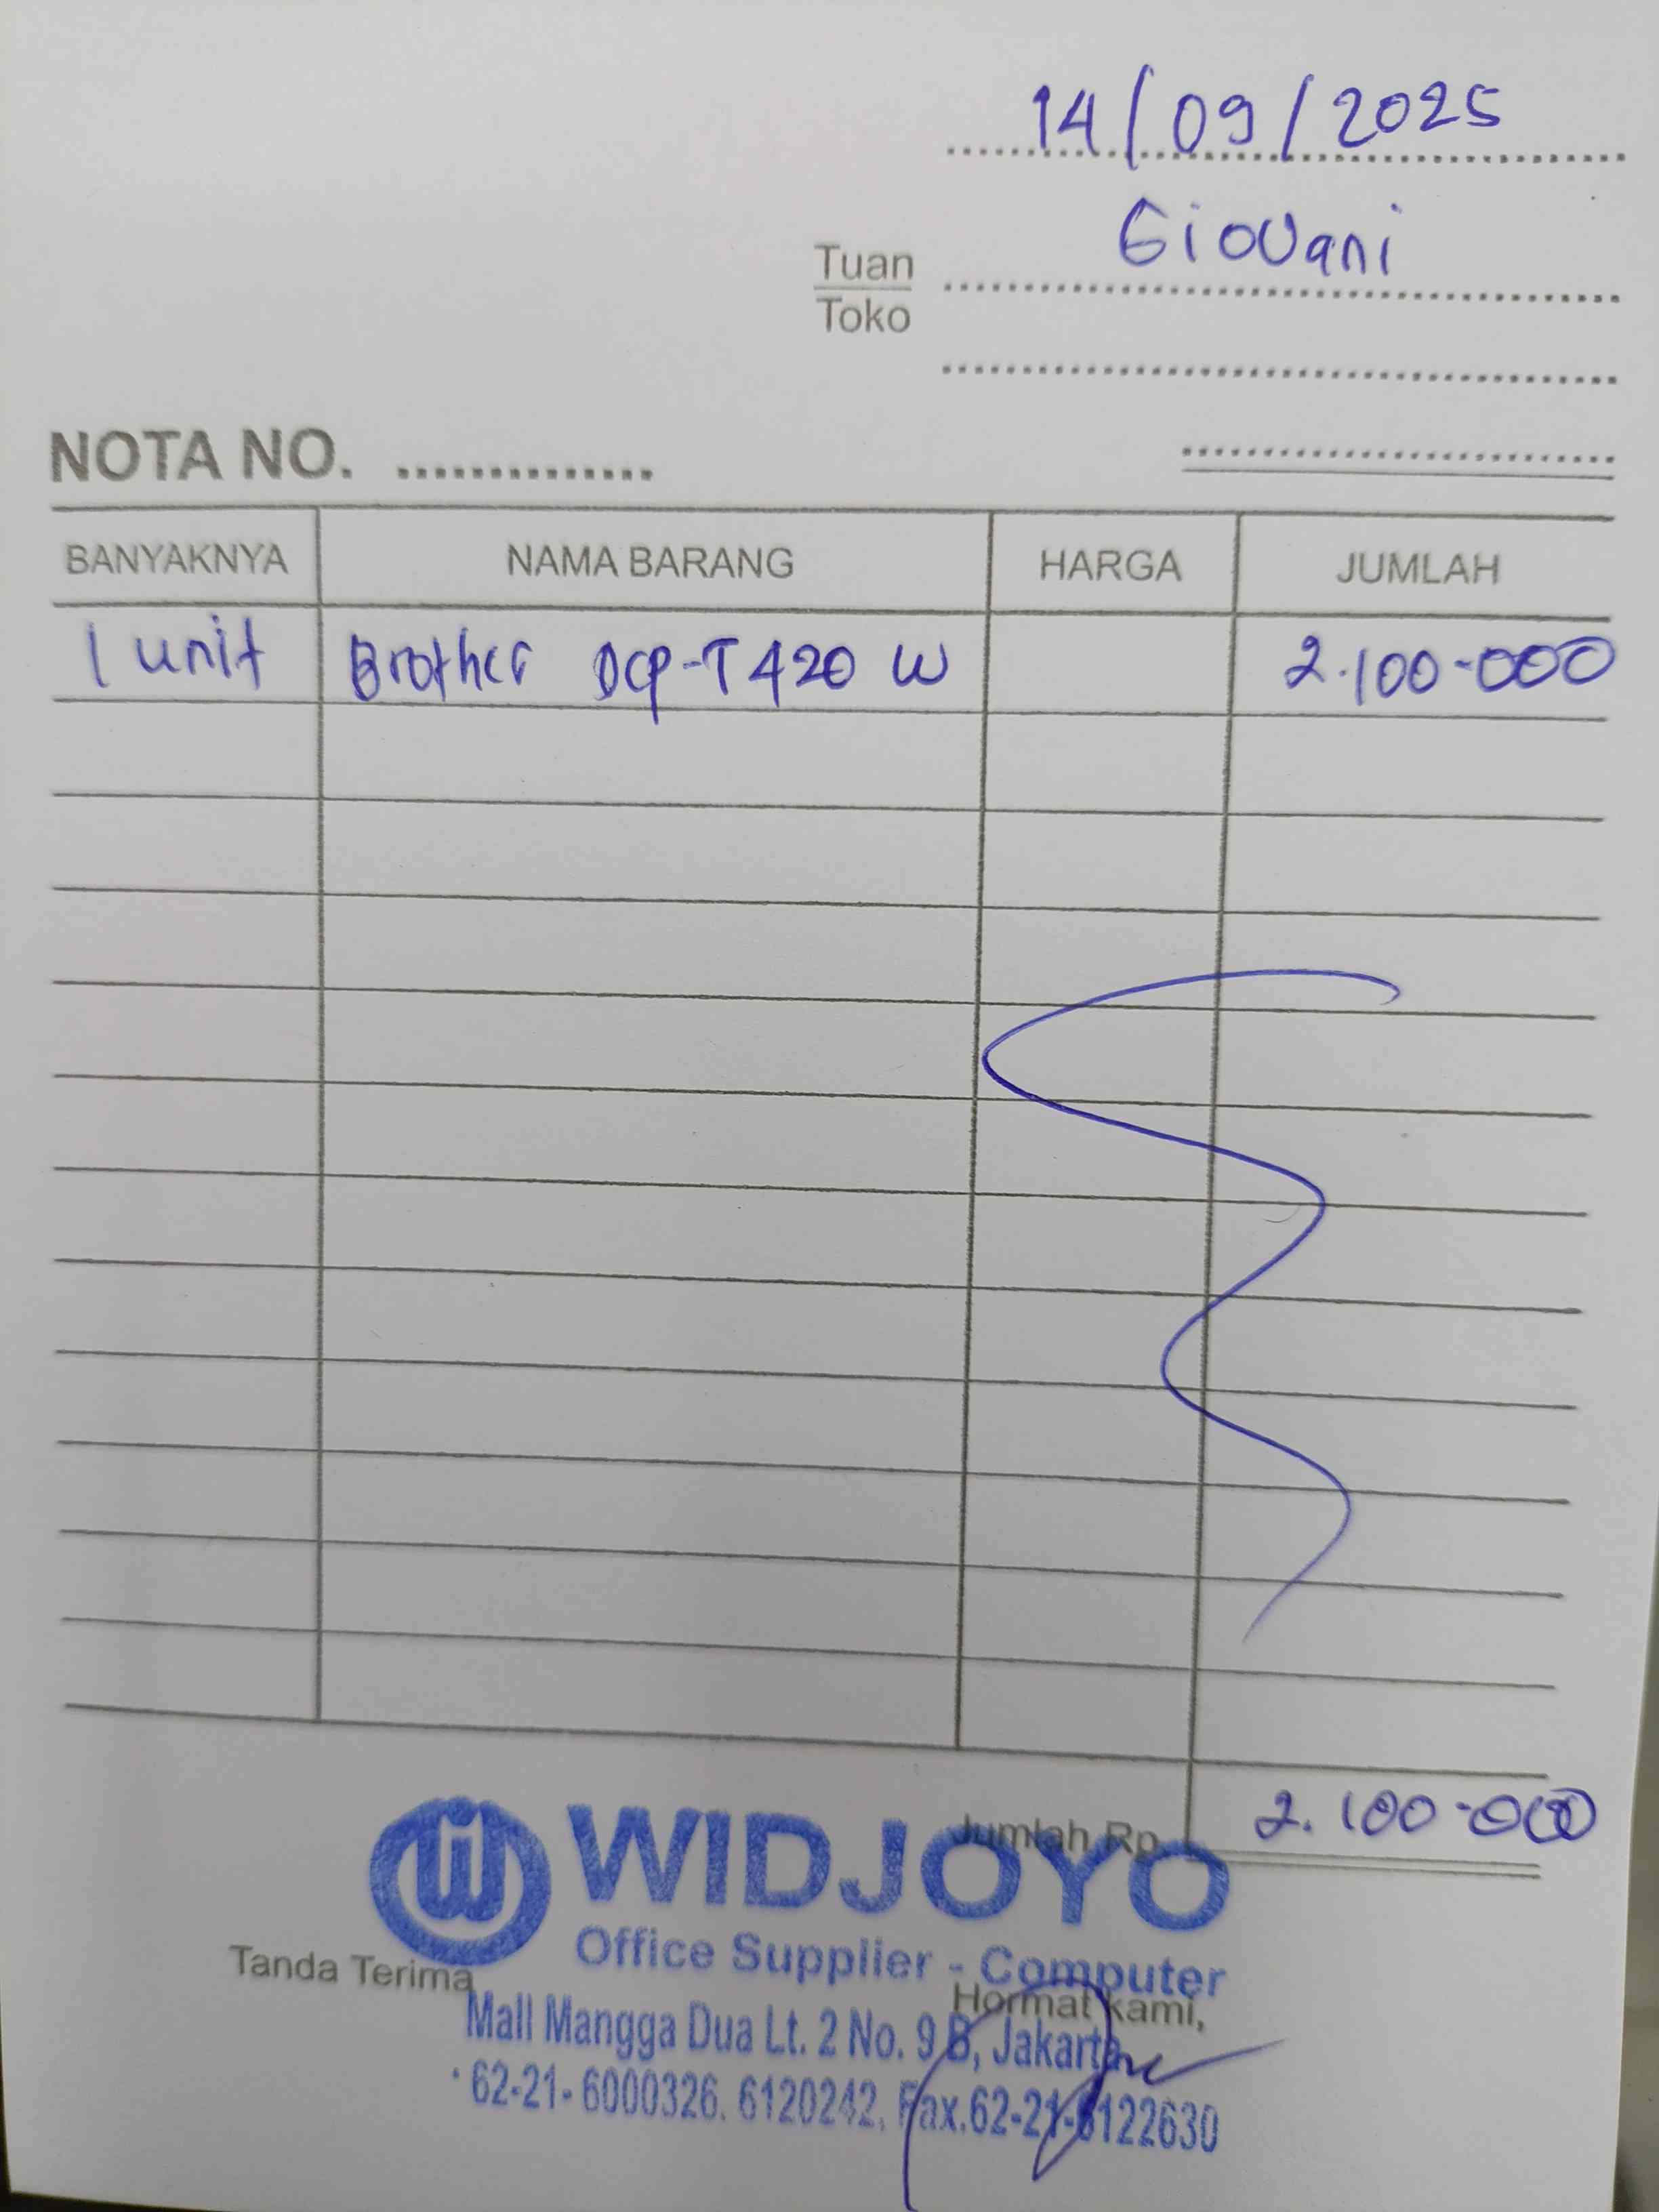 14/09/2025
Tuan Giovani
Toko
NOTA NO. ..............
BANYAKNYA NAMA BARANG HARGA JUMLAH
1 unit Brother DCP-T420 W 2.100-000
Jumlah Rp 2.100-000
WIDJOYO
Office Supplier - Computer
Tanda Terima Hormat kami,
Mall Mangga Dua Lt. 2 No. 9 B, Jakarta
62-21- 6000326. 6120242, Fax.62-21-6122630